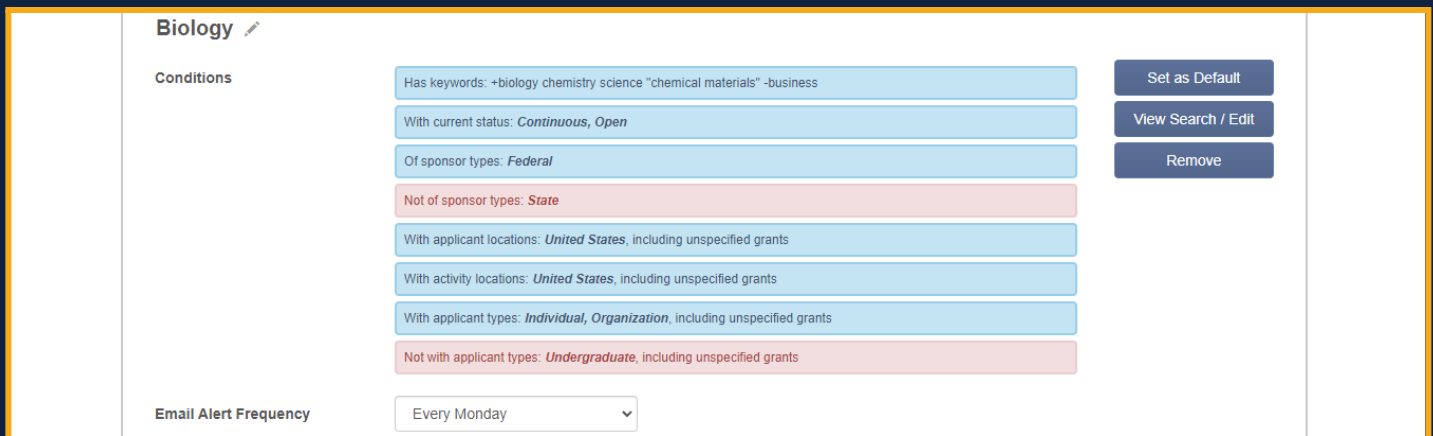 Biology
Conditions
Has keywords: +biology chemistry science "chemical materials" -business
With current status: Continuous, Open
Of sponsor types: Federal
Not of sponsor types: State
With applicant locations: United States, including unspecified grants
With activity locations: United States, including unspecified grants
With applicant types: Individual, Organization, including unspecified grants
Not with applicant types: Undergraduate, including unspecified grants
Set as Default
View Search / Edit
Remove
Email Alert Frequency
Every Monday